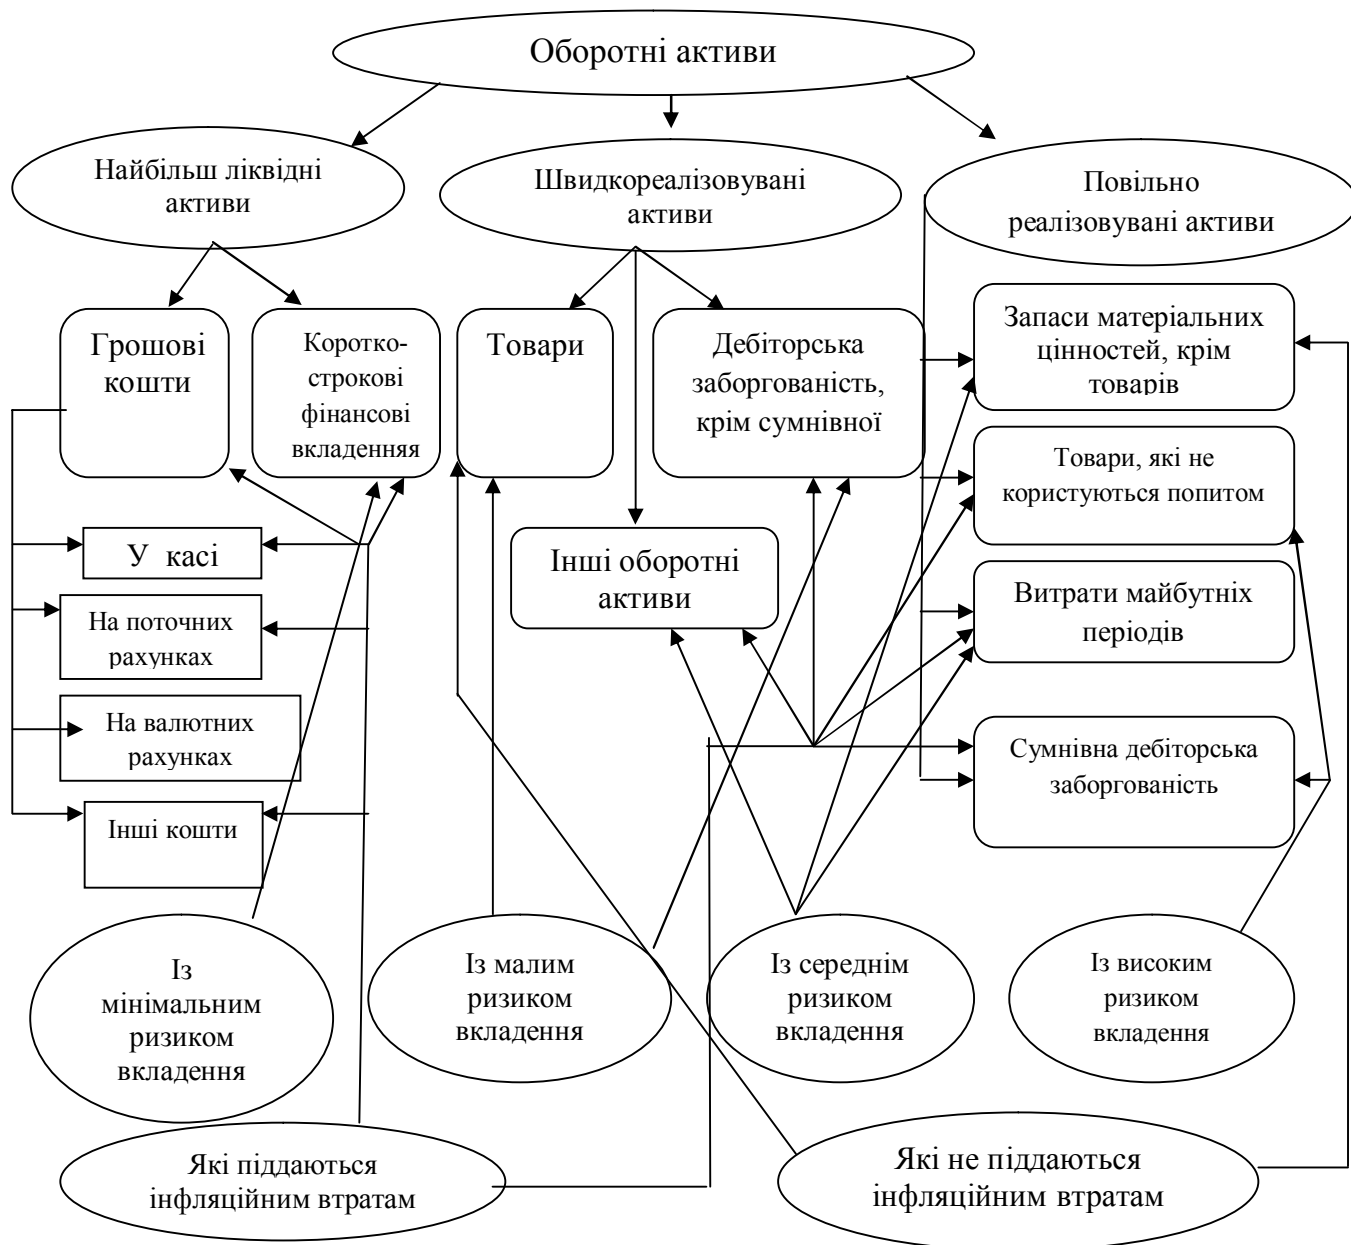 Оборотні активи
Найбільш ліквідні
активи
Швидкореалізовувані
активи
Повільно
реалізовувані активи
Грошові
кошти
Коротко-
строкові
фінансові
вкладенняя
Товари
Дебіторська
заборгованість,
крім сумнівної
Запаси матеріальних
цінностей, крім
товарів
Товари, які не
користуються попитом
У касі
Інші оборотні
активи
Витрати майбутніх
періодів
На поточних
рахунках
На валютних
рахунках
Сумнівна дебіторська
заборгованість
Інші кошти
Із
мінімальним
ризиком
вкладення
Із малим
ризиком
вкладення
Із середнім
ризиком
вкладення
Із високим
ризиком
вкладення
Які піддаються
інфляційним втратам
Які не піддаються
інфляційним втратам